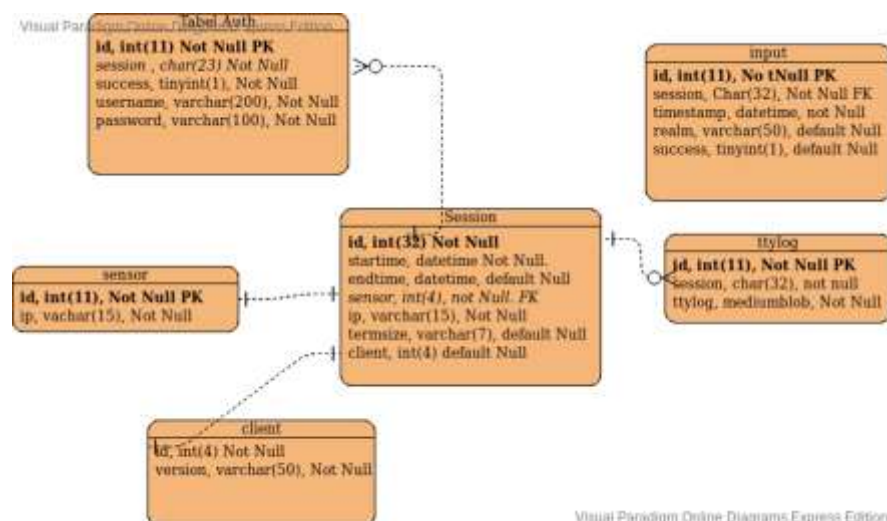 Visual Paradigm Online Diagrams Express Edition
Tabel Auth
id, int(11) Not Null PK
session , char(23) Not Null
success, tinyint(1), Not Null
username, varchar(200), Not Null
password, varchar(100), Not Null
input
id, int(11), No tNull PK
session, Char(32), Not Null FK
timestamp, datetime, not Null
realm, varchar(50), default Null
success, tinyint(1), default Null
Session
id, int(32) Not Null
startime, datetime Not Null.
endtime, datetime, default Null
sensor, int(4), not Null. FK
ip, varchar(15), Not Null
termsize, varchar(7), default Null
client, int(4) default Null
ttylog
id, int(11), Not Null PK
session, char(32), not null
ttylog, mediumblob, Not Null
sensor
id, int(11), Not Null PK
ip, vachar(15), Not Null
client
id, int(4) Not Null
version, varchar(50), Not Null
Visual Paradigm Online Diagrams Express Edition